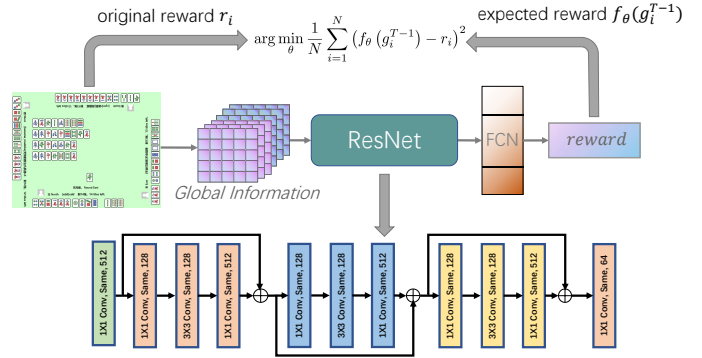 original reward r_i
expected reward f_θ(g_i^{T-1})
arg min_θ 1/N ∑_{i=1}^{N} (f_θ (g_i^{T-1}) − r_i)^2
ResNet
FCN
reward
Global Information
1X1 Conv, Same, 512
1X1 Conv, Same, 128
3X3 Conv, Same, 128
1X1 Conv, Same, 512
1X1 Conv, Same, 128
3X3 Conv, Same, 128
1X1 Conv, Same, 512
1X1 Conv, Same, 128
3X3 Conv, Same, 128
1X1 Conv, Same, 512
1X1 Conv, Same, 64